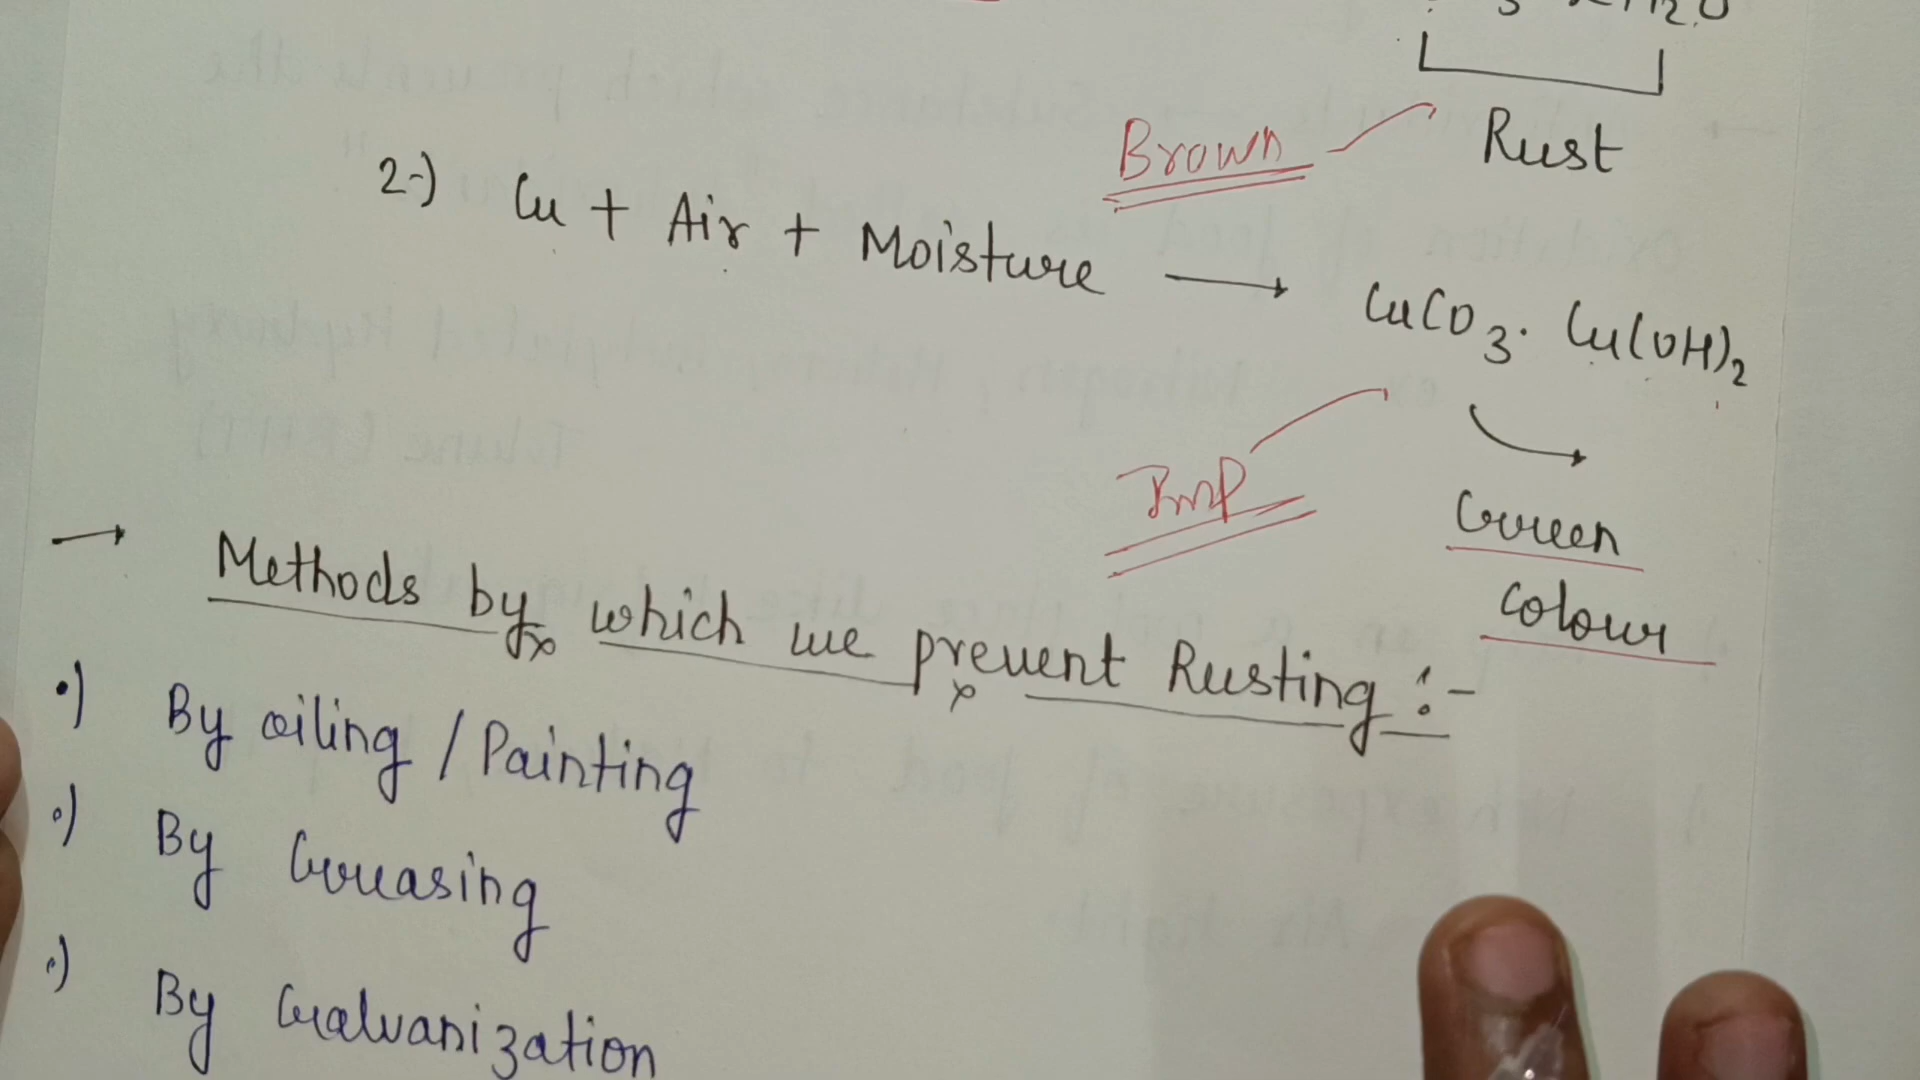 Rust
Brown
2-) Cu + Air + Moisture → CuCO3. Cu(OH)2
Imp
Green
Colour
→ Methods by which we prevent Rusting :-
•) By oiling / Painting
•) By Greasing
•) By Galvanization